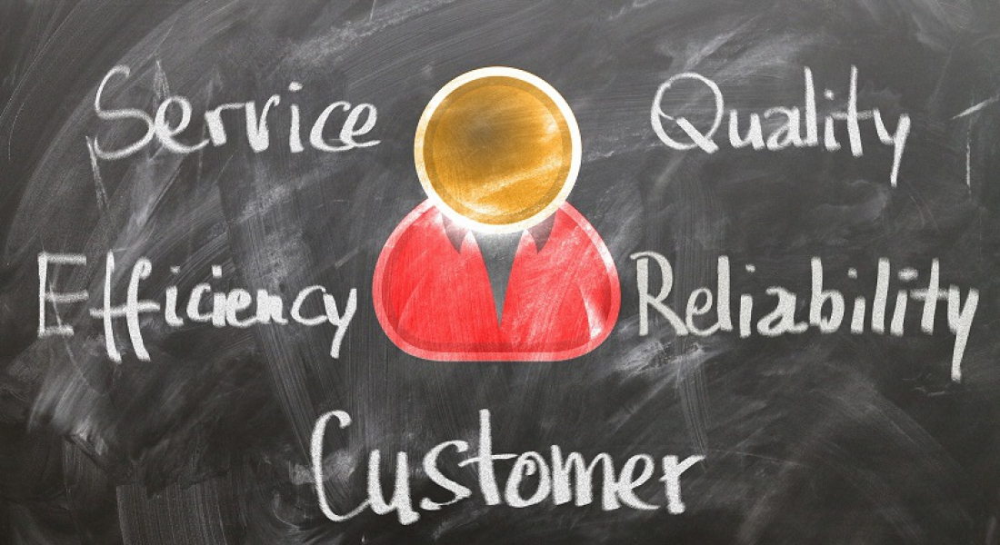 Service Quality
Efficiency Reliability
Customer